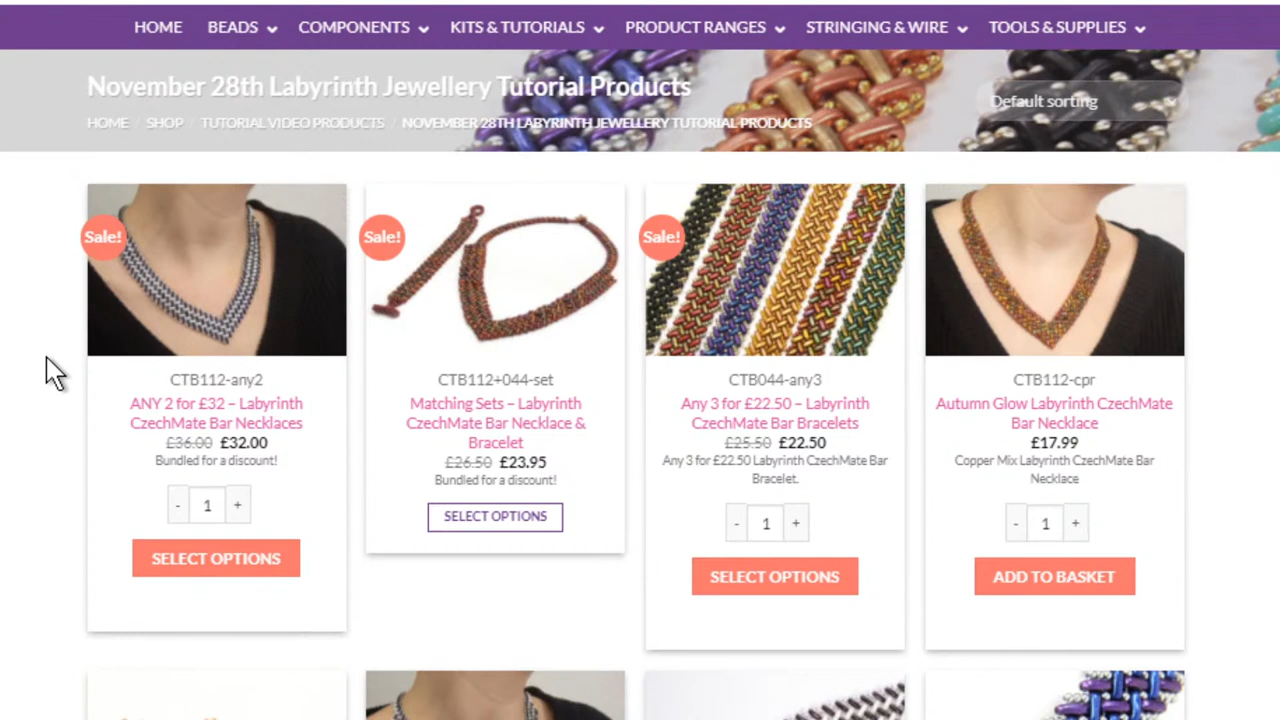 HOME BEADS COMPONENTS KITS & TUTORIALS PRODUCT RANGES STRINGING & WIRE TOOLS & SUPPLIES
November 28th Labyrinth Jewellery Tutorial Products
Default sorting
HOME / SHOP / TUTORIAL VIDEO PRODUCTS / NOVEMBER 28TH LABYRINTH JEWELLERY TUTORIAL PRODUCTS
Sale!
CTB112-any2
ANY 2 for £32 – Labyrinth
CzechMate Bar Necklaces
£36.00 £32.00
Bundled for a discount!
- 1 +
SELECT OPTIONS
Sale!
CTB112+044-set
Matching Sets – Labyrinth
CzechMate Bar Necklace &
Bracelet
£26.50 £23.95
Bundled for a discount!
SELECT OPTIONS
Sale!
CTB044-any3
Any 3 for £22.50 – Labyrinth
CzechMate Bar Bracelets
£25.50 £22.50
Any 3 for £22.50 Labyrinth CzechMate Bar
Bracelet.
- 1 +
SELECT OPTIONS
CTB112-cpr
Autumn Glow Labyrinth CzechMate
Bar Necklace
£17.99
Copper Mix Labyrinth CzechMate Bar
Necklace
- 1 +
ADD TO BASKET